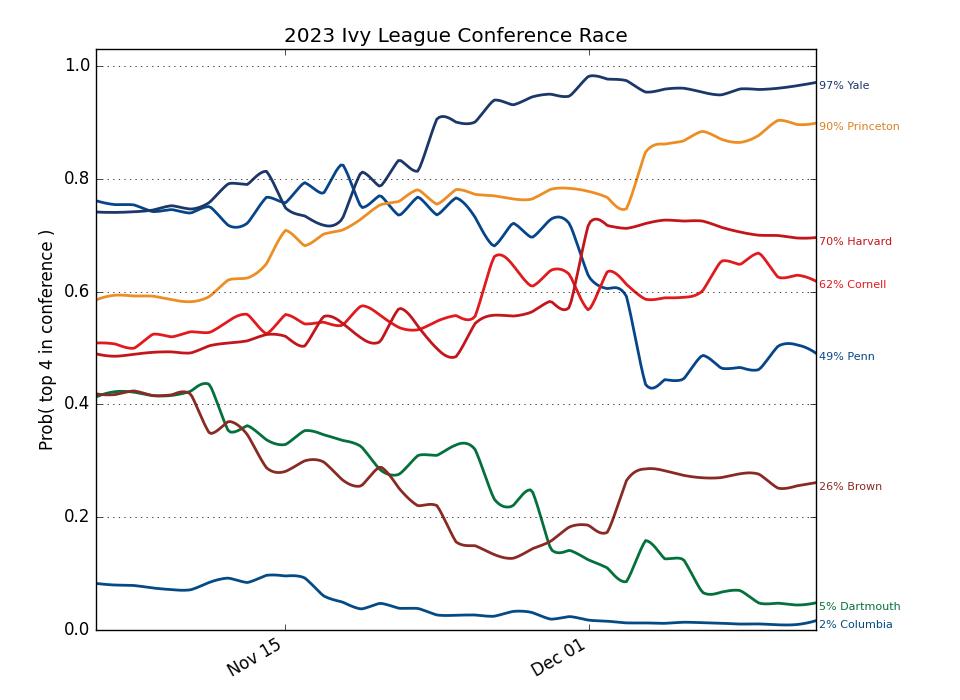 2023 Ivy League Conference Race
Prob( top 4 in conference )
1.0
0.8
0.6
0.4
0.2
0.0
Nov 15
Dec 01
97% Yale
90% Princeton
70% Harvard
62% Cornell
49% Penn
26% Brown
5% Dartmouth
2% Columbia